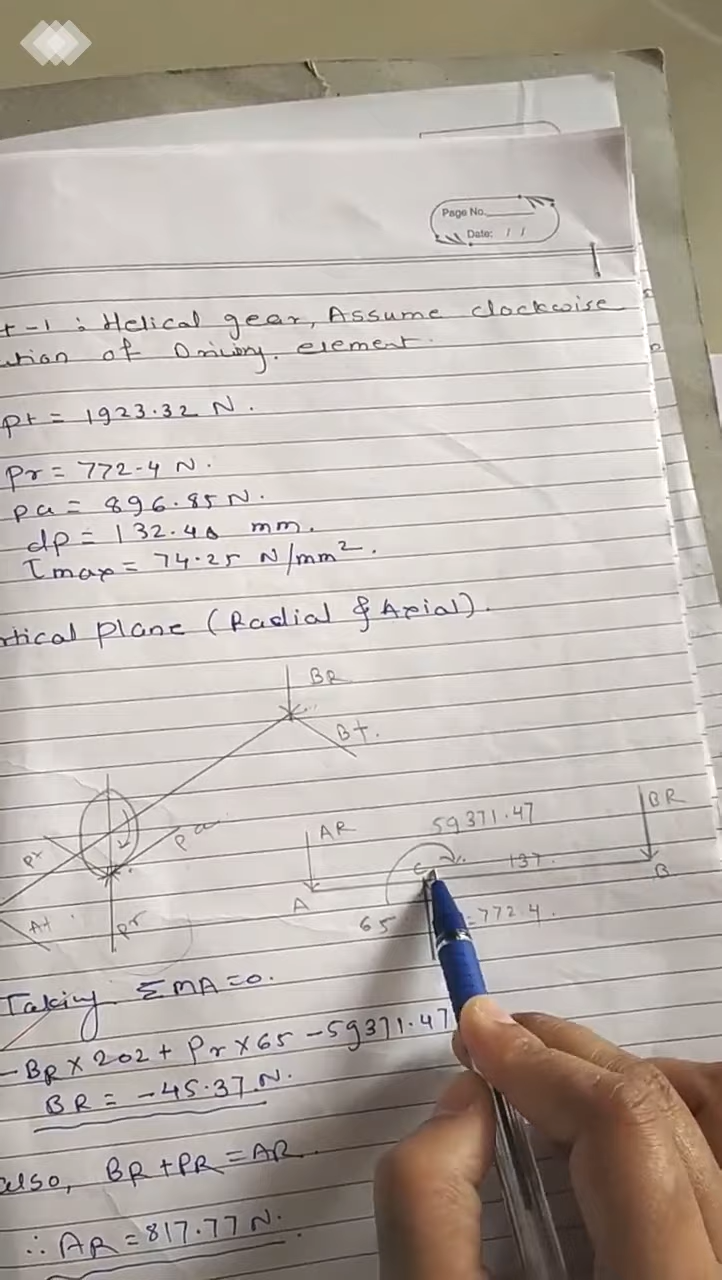 Page No.
Date: / /
+-1: Helical gear, Assume clockwise
ution of Driving. element.
Pt = 1923.32 N.
Pr = 772.4 N.
Pa = 896.85 N.
dp = 132.40 mm.
τmax = 74.25 N/mm².
rtical Plane (Radial & Axial).
BR
Bt.
BR
59371.47
AR
Pa
Pr
C
137.
B
A
At
Pr
65
=772.4.
Taking ΣMA=0.
-BR×202 + Pr×65 -59371.47
BR = -45.37 N.
also, BR+PR = AR.
∴ AR = 817.77 N.